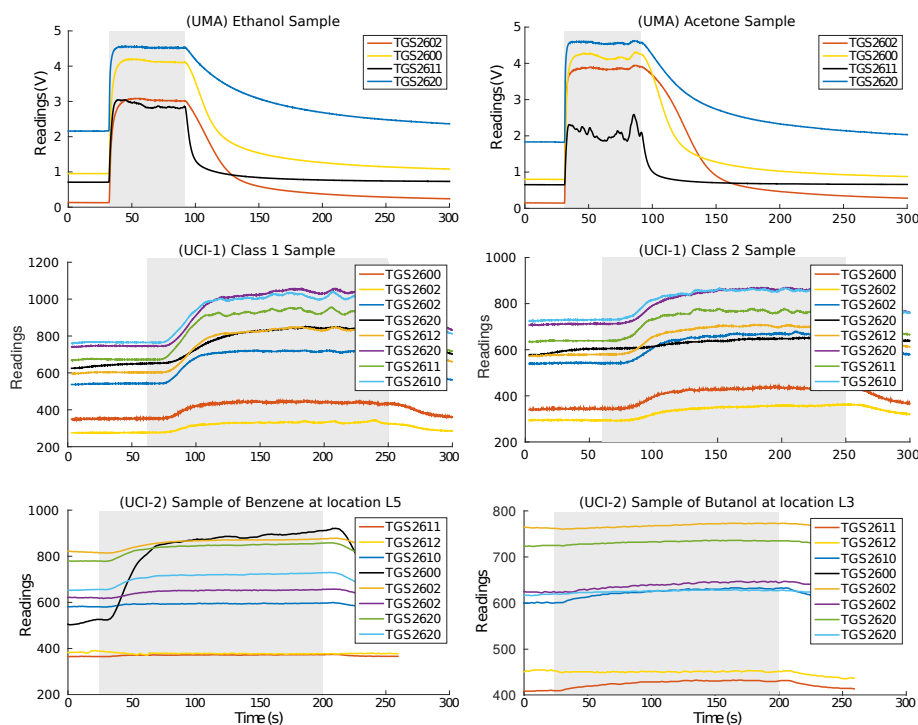 (UMA) Ethanol Sample
5
4
3
2
1
0
Readings(V)
0 50 100 150 200 250 300
TGS2602
TGS2600
TGS2611
TGS2620
(UMA) Acetone Sample
5
4
3
2
1
0
Readings(V)
0 50 100 150 200 250 300
TGS2602
TGS2600
TGS2611
TGS2620
(UCI-1) Class 1 Sample
1200
1000
800
600
400
200
Readings
0 50 100 150 200 250 300
TGS2600
TGS2602
TGS2602
TGS2620
TGS2612
TGS2620
TGS2611
TGS2610
(UCI-1) Class 2 Sample
1000
800
600
400
200
Readings
0 50 100 150 200 250 300
TGS2600
TGS2602
TGS2602
TGS2620
TGS2612
TGS2620
TGS2611
TGS2610
(UCI-2) Sample of Benzene at location L5
1000
800
600
400
200
Readings
0 50 100 150 200 250 300
Time(s)
TGS2611
TGS2612
TGS2610
TGS2600
TGS2602
TGS2602
TGS2620
TGS2620
(UCI-2) Sample of Butanol at location L3
800
700
600
500
400
Readings
0 50 100 150 200 250 300
Time(s)
TGS2611
TGS2612
TGS2610
TGS2600
TGS2602
TGS2602
TGS2620
TGS2620